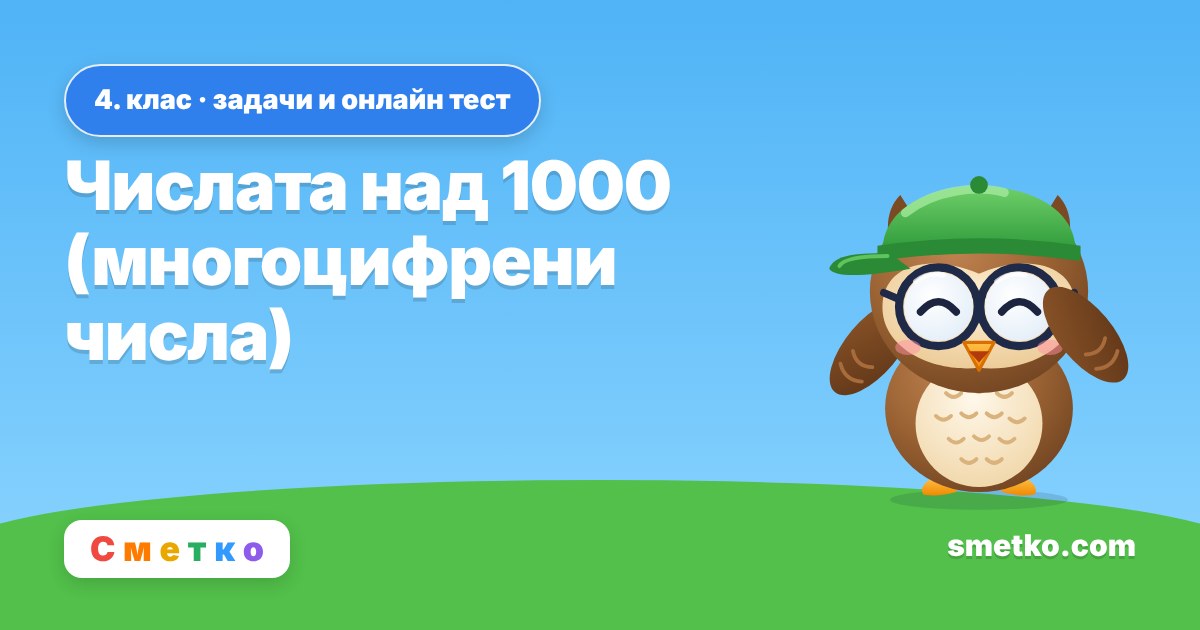 4. клас · задачи и онлайн тест
Числата над 1000
(многоцифрени
числа)
Сметко
smetko.com